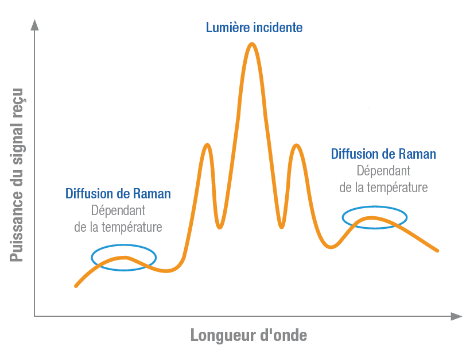 Lumière incidente
Diffusion de Raman
Dépendant
de la température
Diffusion de Raman
Dépendant
de la température
Puissance du signal reçu
Longueur d'onde